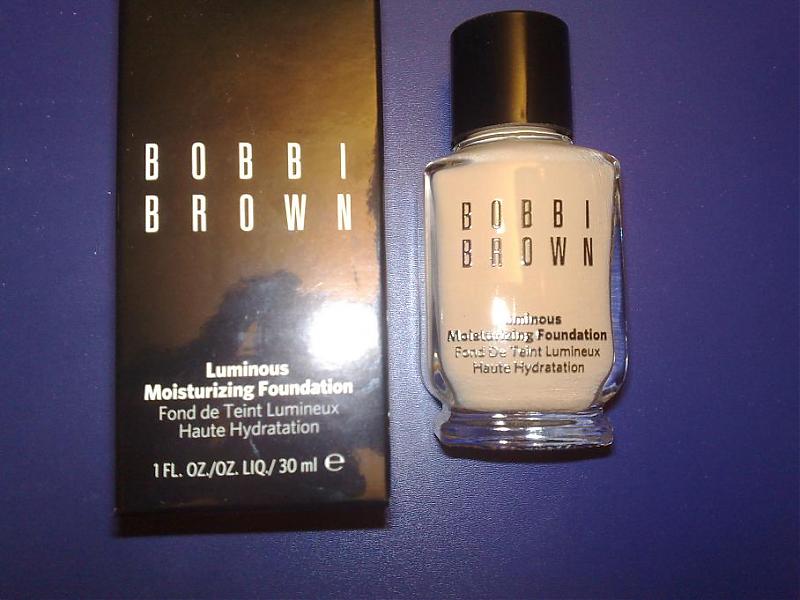 BOBBI
BROWN
Luminous
Moisturizing Foundation
Fond de Teint Lumineux
Haute Hydratation
1 FL. OZ./OZ. LIQ./ 30 ml ℮
BOBBI
BROWN
Luminous
Moisturizing Foundation
Fond De Teint Lumineux
Haute Hydratation